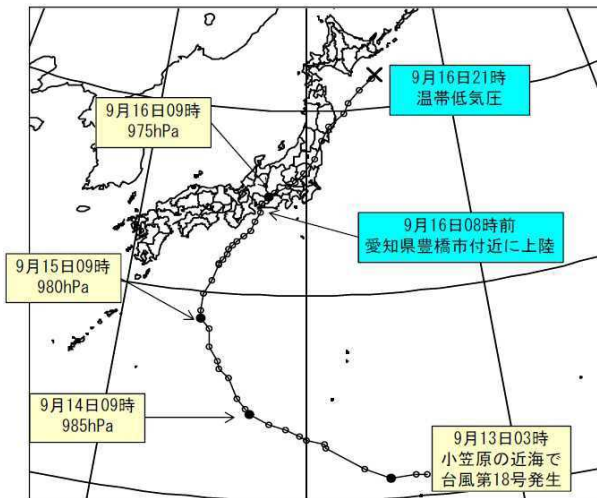 9月16日21時
温帯低気圧
9月16日09時
975hPa
9月16日08時前
愛知県豊橋市付近に上陸
9月15日09時
980hPa
9月14日09時
985hPa
9月13日03時
小笠原の近海で
台風第18号発生